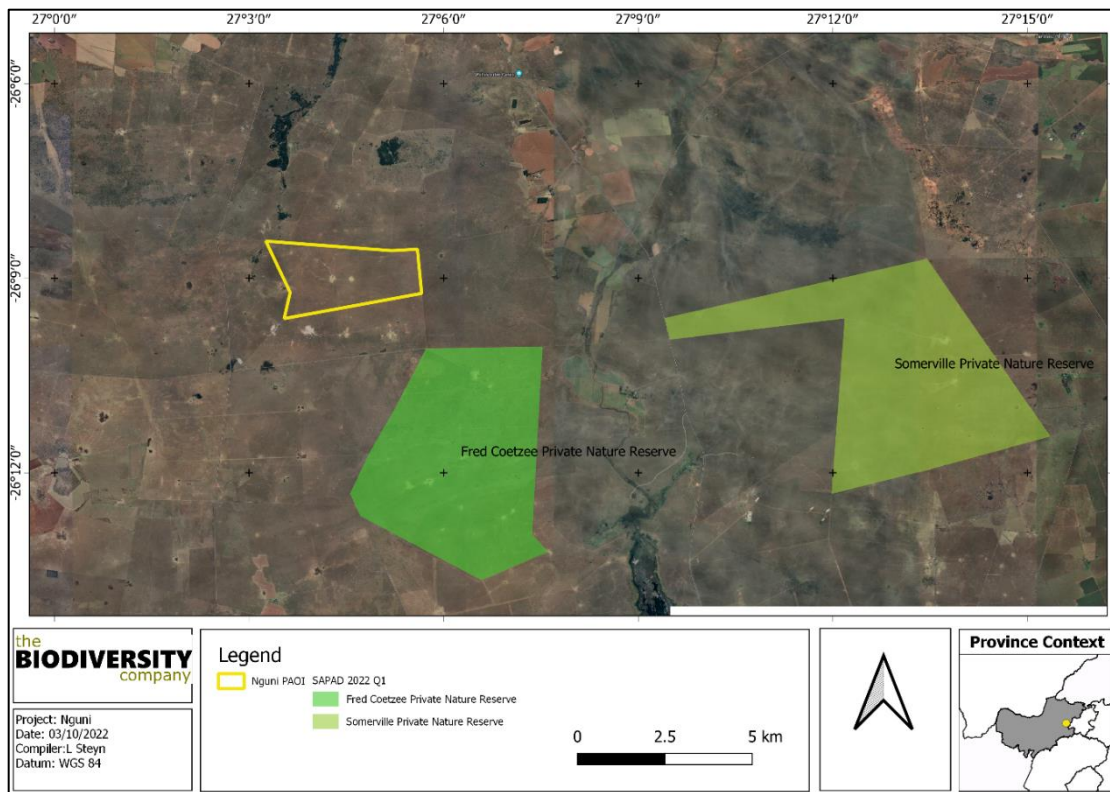 27°0'0" 27°3'0" 27°6'0" 27°9'0" 27°12'0" 27°15'0"
-26°6'0"
-26°9'0"
-26°12'0"
Somerville Private Nature Reserve
Fred Coetzee Private Nature Reserve
the
BIODIVERSITY
company
Project: Nguni
Date: 03/10/2022
Compiler:L Steyn
Datum: WGS 84
Legend
Nguni PAOI SAPAD 2022 Q1
Fred Coetzee Private Nature Reserve
Somerville Private Nature Reserve
0 2.5 5 km
Province Context